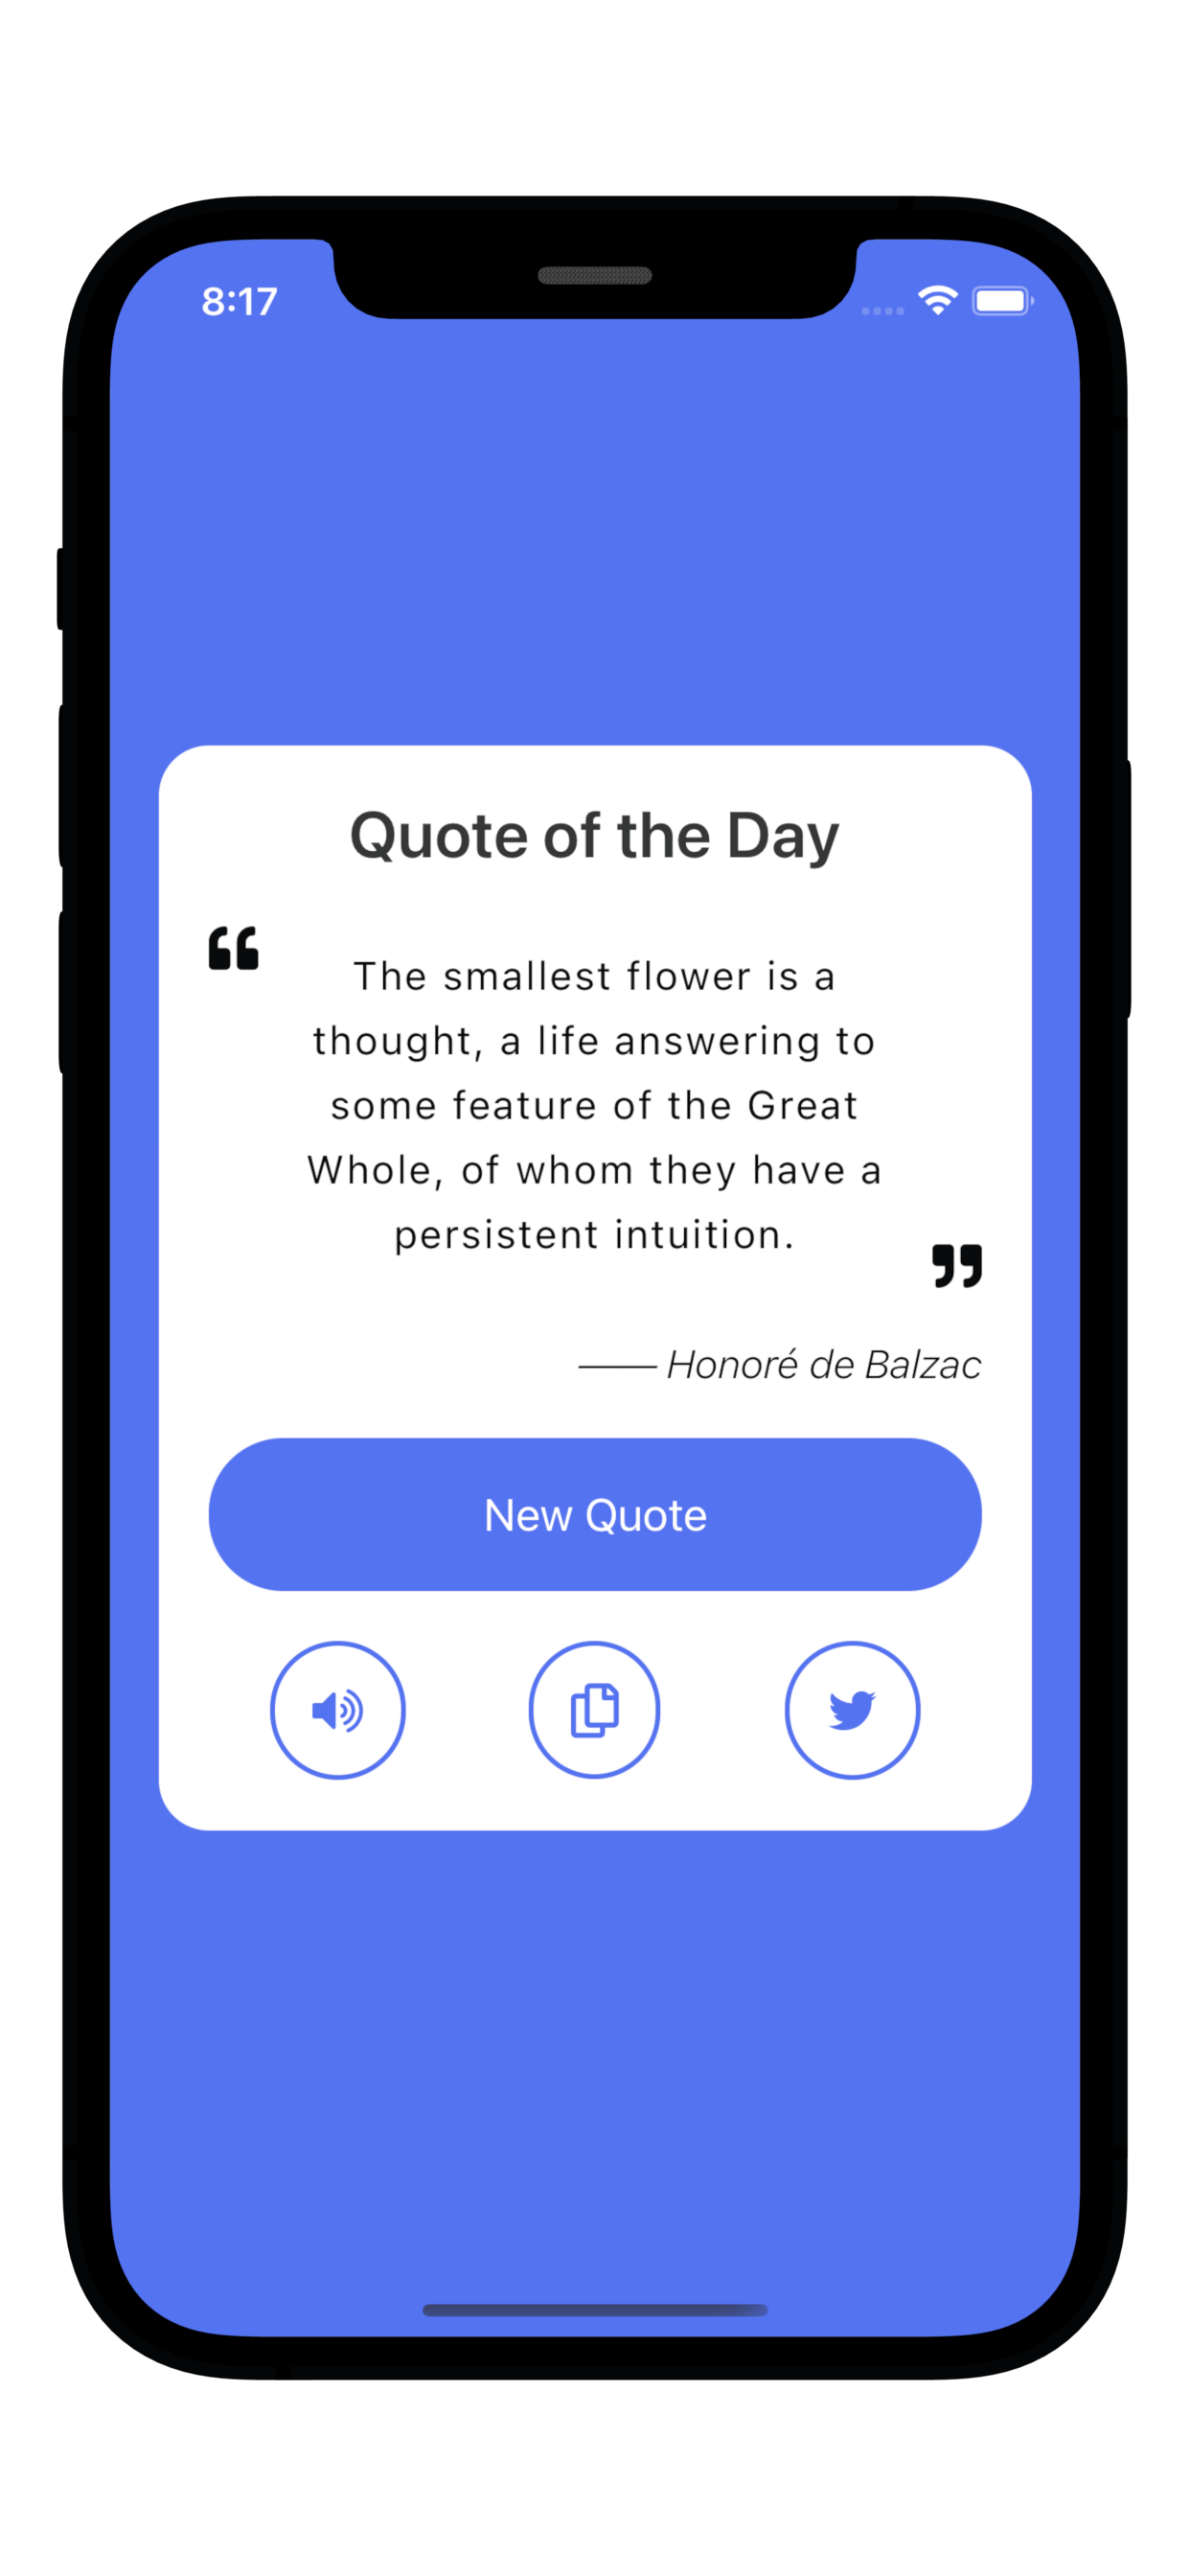 8:17
Quote of the Day
“
The smallest flower is a
thought, a life answering to
some feature of the Great
Whole, of whom they have a
persistent intuition.
”
—— Honoré de Balzac
New Quote